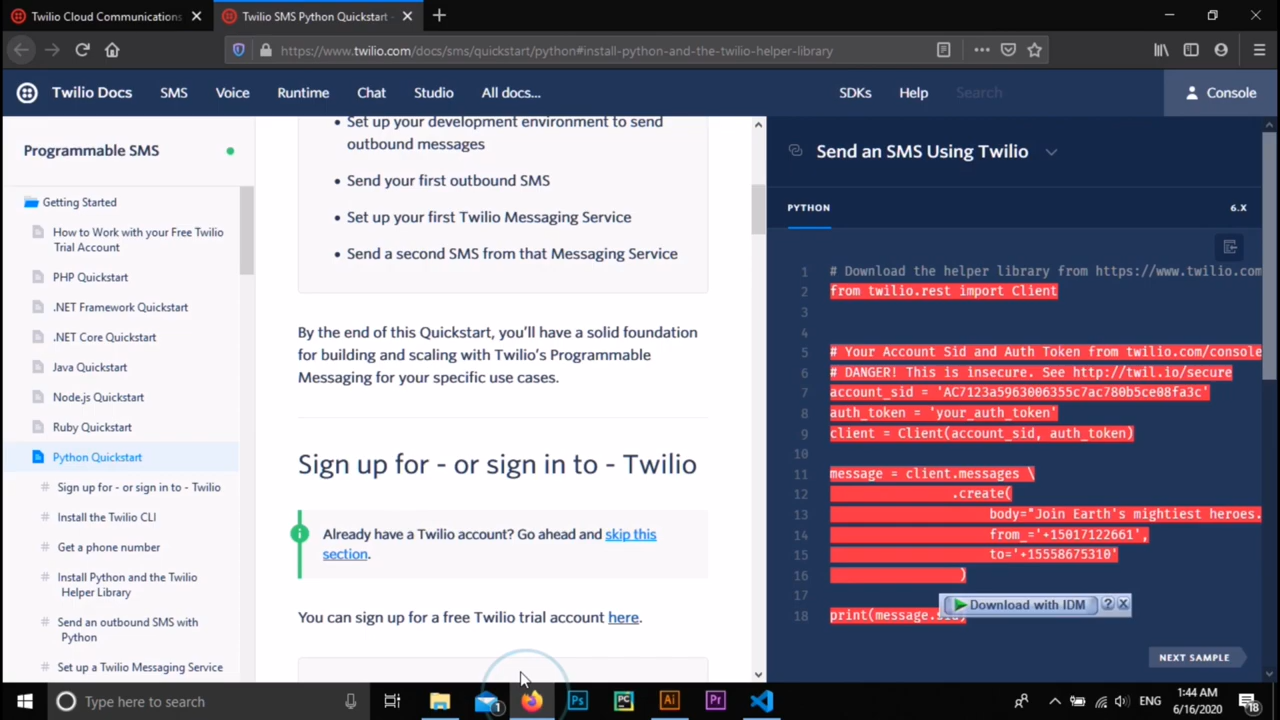 Twilio Cloud Communications
Twilio SMS Python Quickstart -
https://www.twilio.com/docs/sms/quickstart/python#install-python-and-the-twilio-helper-library
Twilio Docs
SMS
Voice
Runtime
Chat
Studio
All docs...
SDKs
Help
Search
Console
Programmable SMS
Getting Started
How to Work with your Free Twilio
Trial Account
PHP Quickstart
.NET Framework Quickstart
.NET Core Quickstart
Java Quickstart
Node.js Quickstart
Ruby Quickstart
Python Quickstart
# Sign up for - or sign in to - Twilio
# Install the Twilio CLI
# Get a phone number
# Install Python and the Twilio
Helper Library
# Send an outbound SMS with
Python
# Set up a Twilio Messaging Service
• Set up your development environment to send
outbound messages
• Send your first outbound SMS
• Set up your first Twilio Messaging Service
• Send a second SMS from that Messaging Service
By the end of this Quickstart, you'll have a solid foundation
for building and scaling with Twilio's Programmable
Messaging for your specific use cases.
Sign up for - or sign in to - Twilio
Already have a Twilio account? Go ahead and skip this
section.
You can sign up for a free Twilio trial account here.
Send an SMS Using Twilio
PYTHON
6.X
1 # Download the helper library from https://www.twilio.com
2 from twilio.rest import Client
3
4
5 # Your Account Sid and Auth Token from twilio.com/console
6 # DANGER! This is insecure. See http://twil.io/secure
7 account_sid = 'AC7123a5963006355c7ac780b5ce08fa3c'
8 auth_token = 'your_auth_token'
9 client = Client(account_sid, auth_token)
10
11 message = client.messages \
12 .create(
13 body="Join Earth's mightiest heroes.
14 from_='+15017122661',
15 to='+15558675310'
16 )
17
18 print(message.
Download with IDM
?
NEXT SAMPLE
Type here to search
1
Ps
PC
Ai
Pr
ENG
1:44 AM
6/16/2020
18